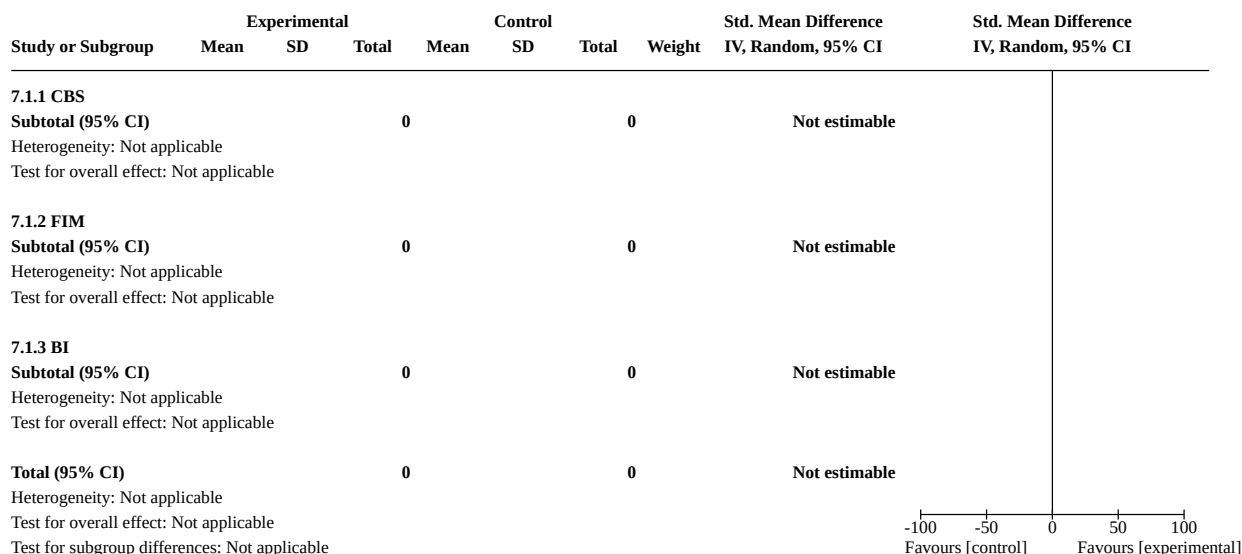 Experimental Control Std. Mean Difference Std. Mean Difference
Study or Subgroup Mean SD Total Mean SD Total Weight IV, Random, 95% CI IV, Random, 95% CI
7.1.1 CBS
Subtotal (95% CI) 0 0 Not estimable
Heterogeneity: Not applicable
Test for overall effect: Not applicable
7.1.2 FIM
Subtotal (95% CI) 0 0 Not estimable
Heterogeneity: Not applicable
Test for overall effect: Not applicable
7.1.3 BI
Subtotal (95% CI) 0 0 Not estimable
Heterogeneity: Not applicable
Test for overall effect: Not applicable
Total (95% CI) 0 0 Not estimable
Heterogeneity: Not applicable
Test for overall effect: Not applicable
-100 -50 0 50 100
Test for subgroup differences: Not applicable
Favours [control] Favours [experimental]